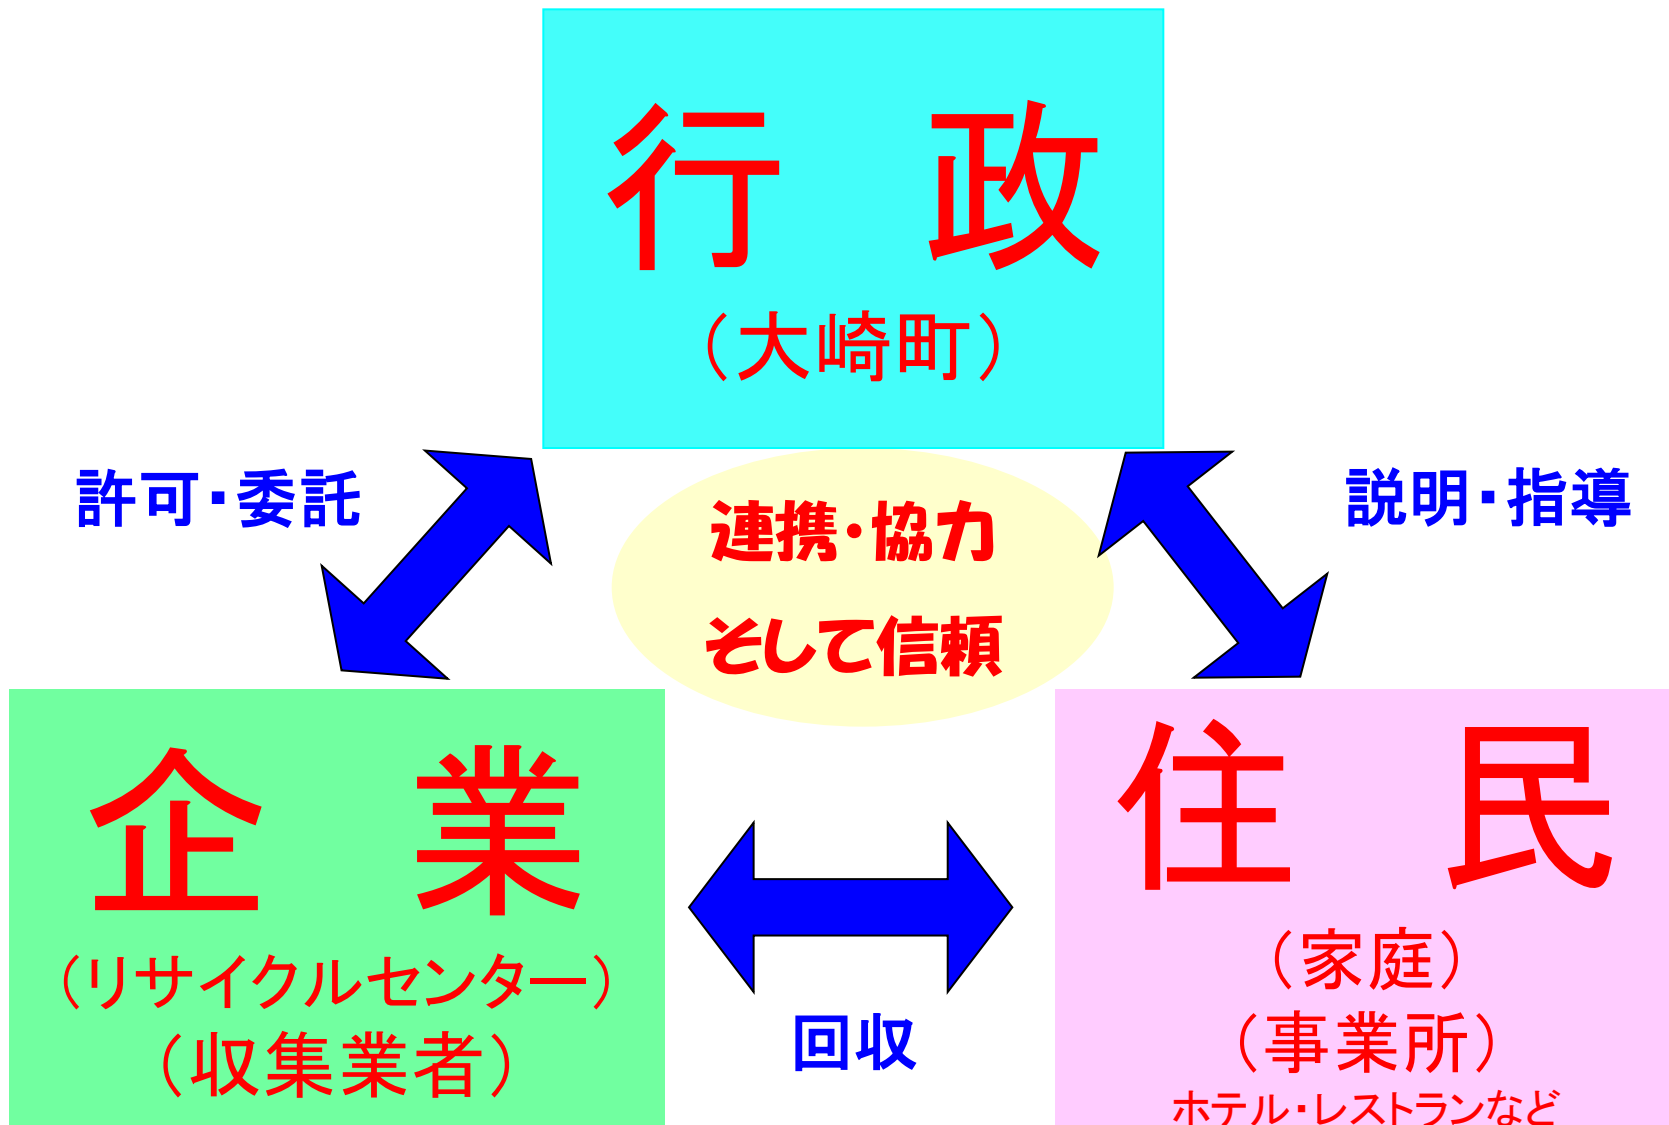 行 政
（大崎町）
許可・委託
説明・指導
連携・協力
そして信頼
企 業
（リサイクルセンター）
（収集業者）
回収
住 民
（家庭）
（事業所）
ホテル・レストランなど